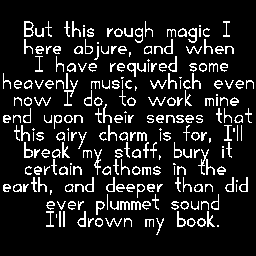 But this rough magic I
here abjure, and when
I have required some
heavenly music, which even
now I do, to work mine
end upon their senses that
this airy charm is for, I'll
break my staff, bury it
certain fathoms in the
earth, and deeper than did
ever plummet sound
I'll drown my book.